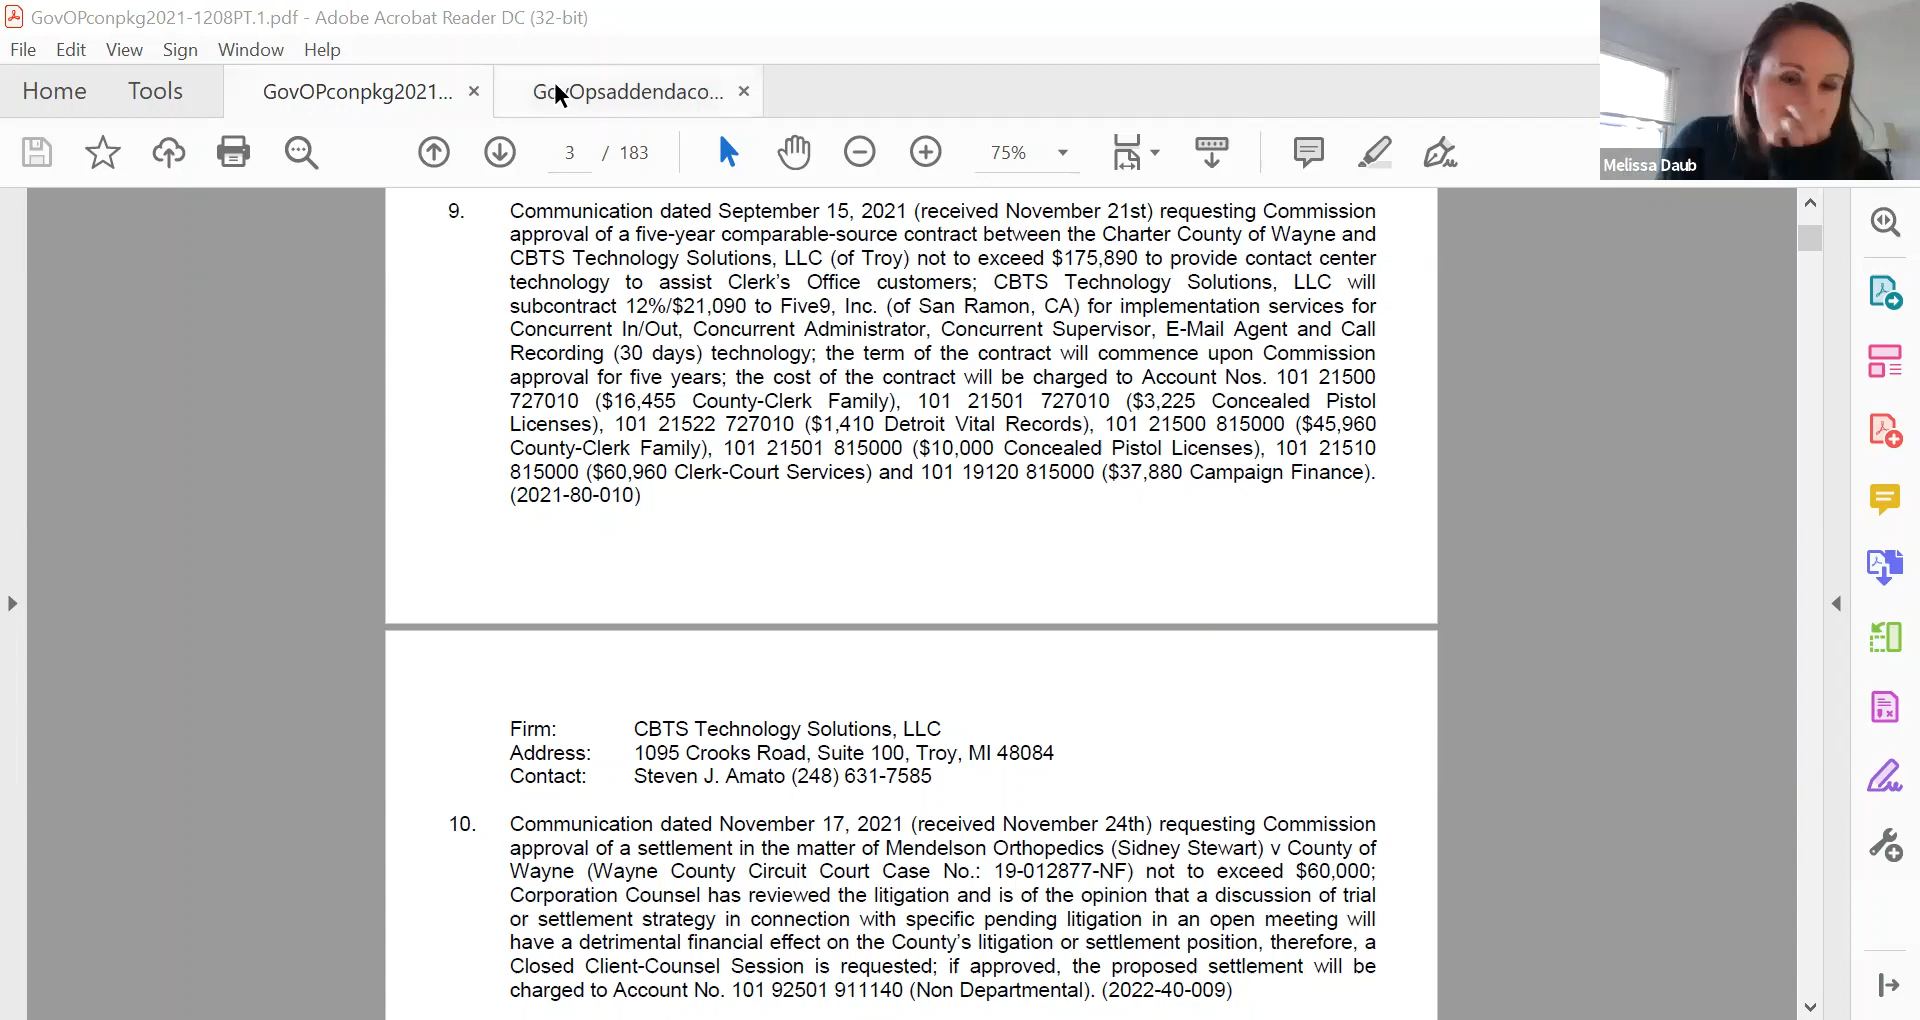 GovOPconpkg2021-1208PT.1.pdf - Adobe Acrobat Reader DC (32-bit)
File Edit View Sign Window Help
Home Tools GovOPconpkg2021... × GovOpsaddendaco... ×
3 / 183 75%
Melissa Daub
9. Communication dated September 15, 2021 (received November 21st) requesting Commission
approval of a five-year comparable-source contract between the Charter County of Wayne and
CBTS Technology Solutions, LLC (of Troy) not to exceed $175,890 to provide contact center
technology to assist Clerk's Office customers; CBTS Technology Solutions, LLC will
subcontract 12%/$21,090 to Five9, Inc. (of San Ramon, CA) for implementation services for
Concurrent In/Out, Concurrent Administrator, Concurrent Supervisor, E-Mail Agent and Call
Recording (30 days) technology; the term of the contract will commence upon Commission
approval for five years; the cost of the contract will be charged to Account Nos. 101 21500
727010 ($16,455 County-Clerk Family), 101 21501 727010 ($3,225 Concealed Pistol
Licenses), 101 21522 727010 ($1,410 Detroit Vital Records), 101 21500 815000 ($45,960
County-Clerk Family), 101 21501 815000 ($10,000 Concealed Pistol Licenses), 101 21510
815000 ($60,960 Clerk-Court Services) and 101 19120 815000 ($37,880 Campaign Finance).
(2021-80-010)
Firm: CBTS Technology Solutions, LLC
Address: 1095 Crooks Road, Suite 100, Troy, MI 48084
Contact: Steven J. Amato (248) 631-7585
10. Communication dated November 17, 2021 (received November 24th) requesting Commission
approval of a settlement in the matter of Mendelson Orthopedics (Sidney Stewart) v County of
Wayne (Wayne County Circuit Court Case No.: 19-012877-NF) not to exceed $60,000;
Corporation Counsel has reviewed the litigation and is of the opinion that a discussion of trial
or settlement strategy in connection with specific pending litigation in an open meeting will
have a detrimental financial effect on the County's litigation or settlement position, therefore, a
Closed Client-Counsel Session is requested; if approved, the proposed settlement will be
charged to Account No. 101 92501 911140 (Non Departmental). (2022-40-009)